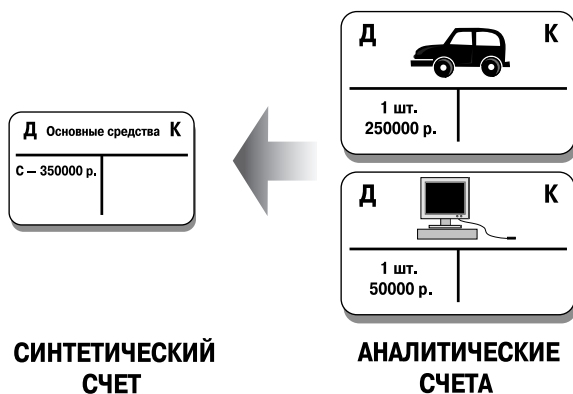 Д К
1 шт.
250000 р.
Д Основные средства К
С – 350000 р.
Д К
1 шт.
50000 р.
СИНТЕТИЧЕСКИЙ
СЧЕТ
АНАЛИТИЧЕСКИЕ
СЧЕТА